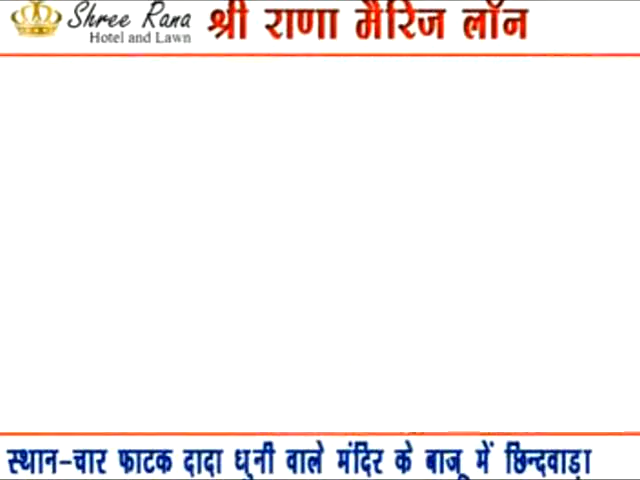 Shree Rana श्री राणा मैरिज लॉन
Hotel and Lawn
स्थान-चार फाटक दादा धुनी वाले मंदिर के बाजू में छिन्दवाड़ा